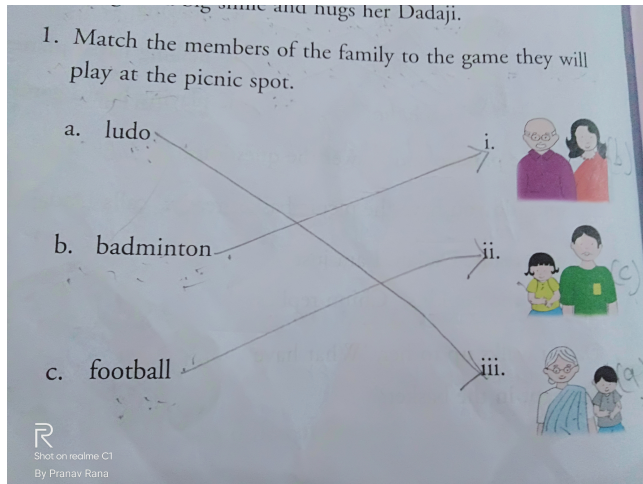 and hugs her Dadaji.
1. Match the members of the family to the game they will
play at the picnic spot.
a. ludo
i.
(b)
b. badminton
ii.
(c)
c. football
iii.
(a)
R
Shot on realme C1
By Pranav Rana